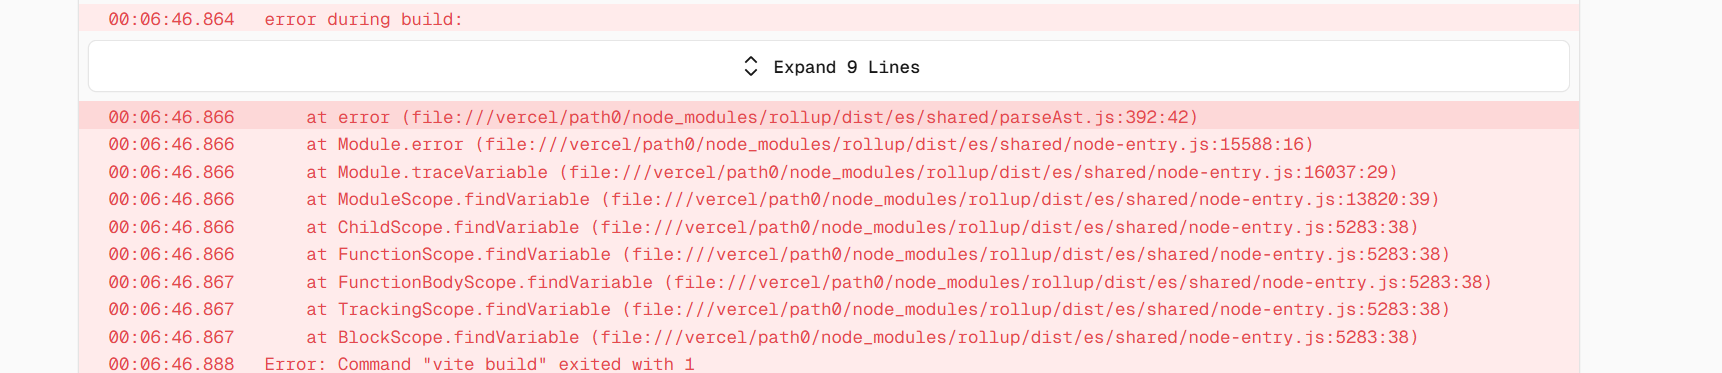 00:06:46.864 error during build:
Expand 9 Lines
00:06:46.866 at error (file:///vercel/path0/node_modules/rollup/dist/es/shared/parseAst.js:392:42)
00:06:46.866 at Module.error (file:///vercel/path0/node_modules/rollup/dist/es/shared/node-entry.js:15588:16)
00:06:46.866 at Module.traceVariable (file:///vercel/path0/node_modules/rollup/dist/es/shared/node-entry.js:16037:29)
00:06:46.866 at ModuleScope.findVariable (file:///vercel/path0/node_modules/rollup/dist/es/shared/node-entry.js:13820:39)
00:06:46.866 at ChildScope.findVariable (file:///vercel/path0/node_modules/rollup/dist/es/shared/node-entry.js:5283:38)
00:06:46.866 at FunctionScope.findVariable (file:///vercel/path0/node_modules/rollup/dist/es/shared/node-entry.js:5283:38)
00:06:46.867 at FunctionBodyScope.findVariable (file:///vercel/path0/node_modules/rollup/dist/es/shared/node-entry.js:5283:38)
00:06:46.867 at TrackingScope.findVariable (file:///vercel/path0/node_modules/rollup/dist/es/shared/node-entry.js:5283:38)
00:06:46.867 at BlockScope.findVariable (file:///vercel/path0/node_modules/rollup/dist/es/shared/node-entry.js:5283:38)
00:06:46.888 Error: Command "vite build" exited with 1